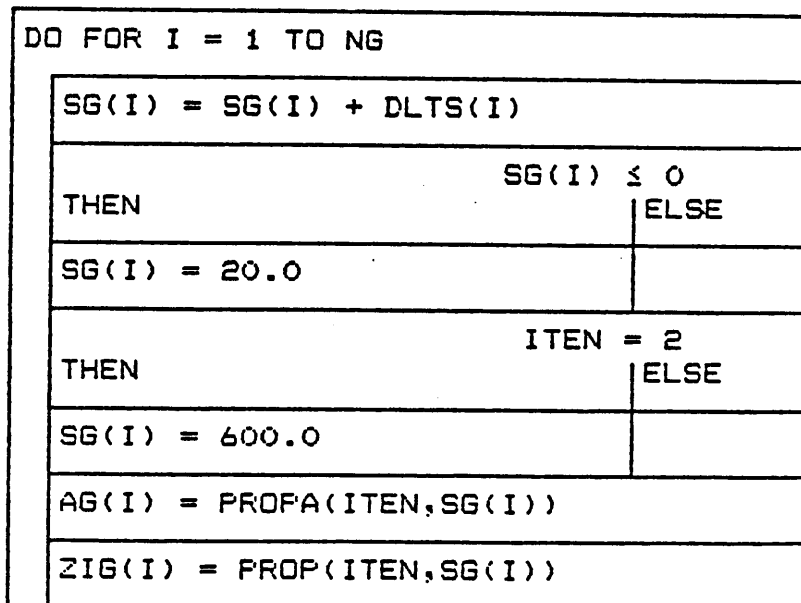 DO FOR I = 1 TO NG
SG(I) = SG(I) + DLTS(I)
SG(I) ≤ 0
THEN ELSE
SG(I) = 20.0
ITEN = 2
THEN ELSE
SG(I) = 600.0
AG(I) = PROPA(ITEN,SG(I))
ZIG(I) = PROP(ITEN,SG(I))